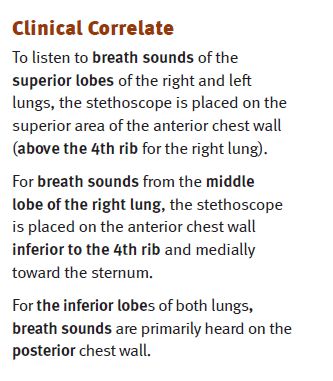 Clinical Correlate
To listen to breath sounds of the
superior lobes of the right and left
lungs, the stethoscope is placed on the
superior area of the anterior chest wall
(above the 4th rib for the right lung).
For breath sounds from the middle
lobe of the right lung, the stethoscope
is placed on the anterior chest wall
inferior to the 4th rib and medially
toward the sternum.
For the inferior lobes of both lungs,
breath sounds are primarily heard on the
posterior chest wall.